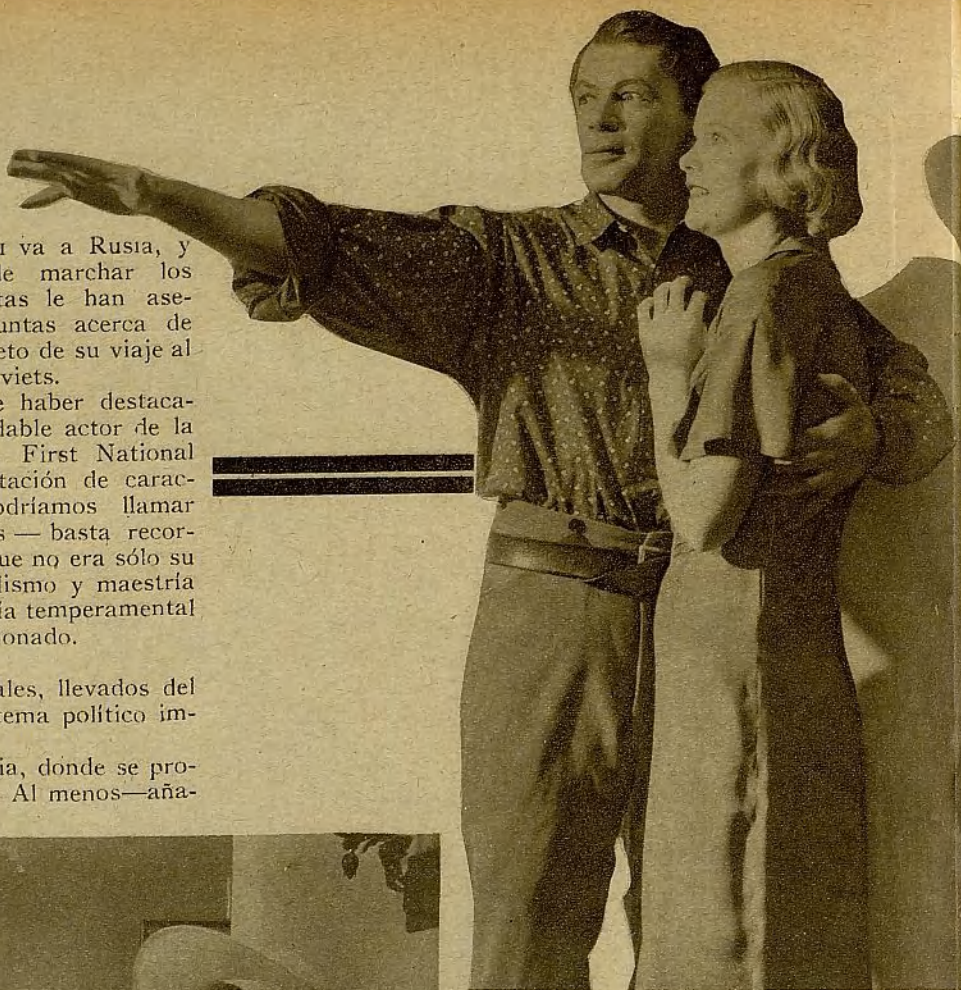 va a Rusia, y
de marchar los
tas le han ase-
untas acerca de
eto de su viaje al
viets.
e haber destaca-
dable actor de la
First National
tación de carac-
odríamos llamar
s — basta recor-
ue no era sólo su
lismo y maestría
ía temperamental
onado.
ales, llevados del
tema político im-
ia, donde se pro-
Al menos—aña-